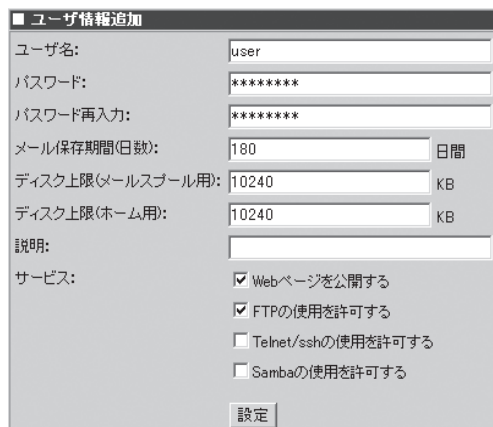 ■ ユーザ情報追加
ユーザ名: user
パスワード: ********
パスワード再入力: ********
メール保存期間(日数): 180 日間
ディスク上限(メールスプール用): 10240 KB
ディスク上限(ホーム用): 10240 KB
説明:
サービス: Webページを公開する
FTPの使用を許可する
Telnet/sshの使用を許可する
Sambaの使用を許可する
設定